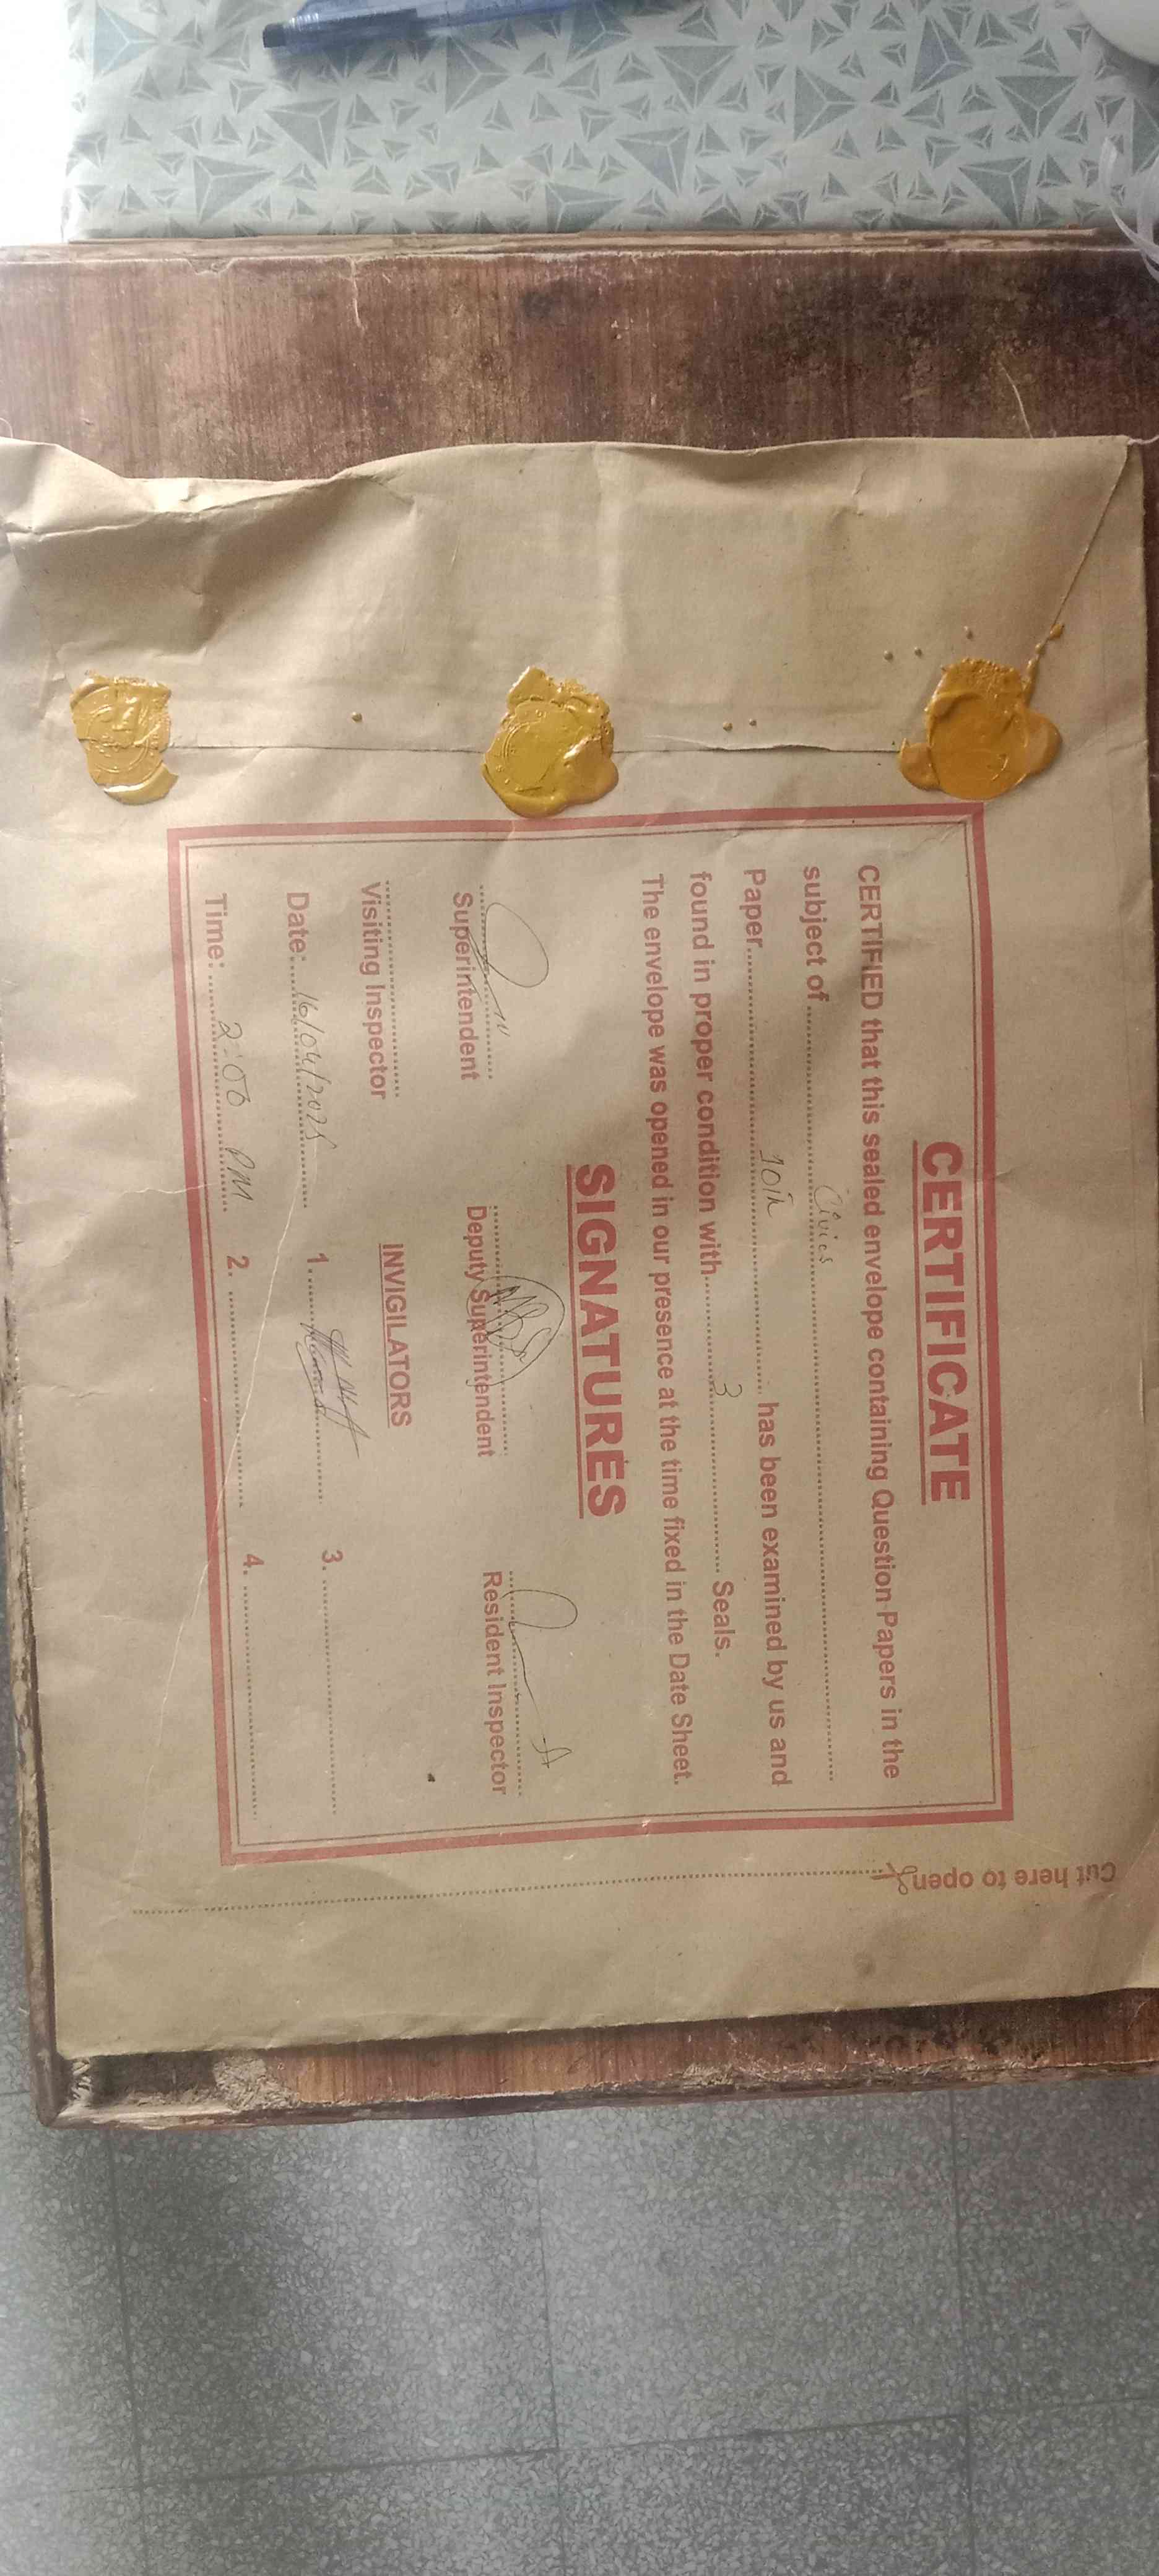 CERTIFICATE
CERTIFIED that this sealed envelope containing Question Papers in the
subject of Civics
Paper 10th has been examined by us and
found in proper condition with 3 Seals.
The envelope was opened in our presence at the time fixed in the Date Sheet.
SIGNATURES
Superintendent Deputy Superintendent Resident Inspector
Visiting Inspector
INVIGILATORS
Date: 16/04/2025 1. 3.
Time: 2:00 PM. 2. 4.
Cut here to open